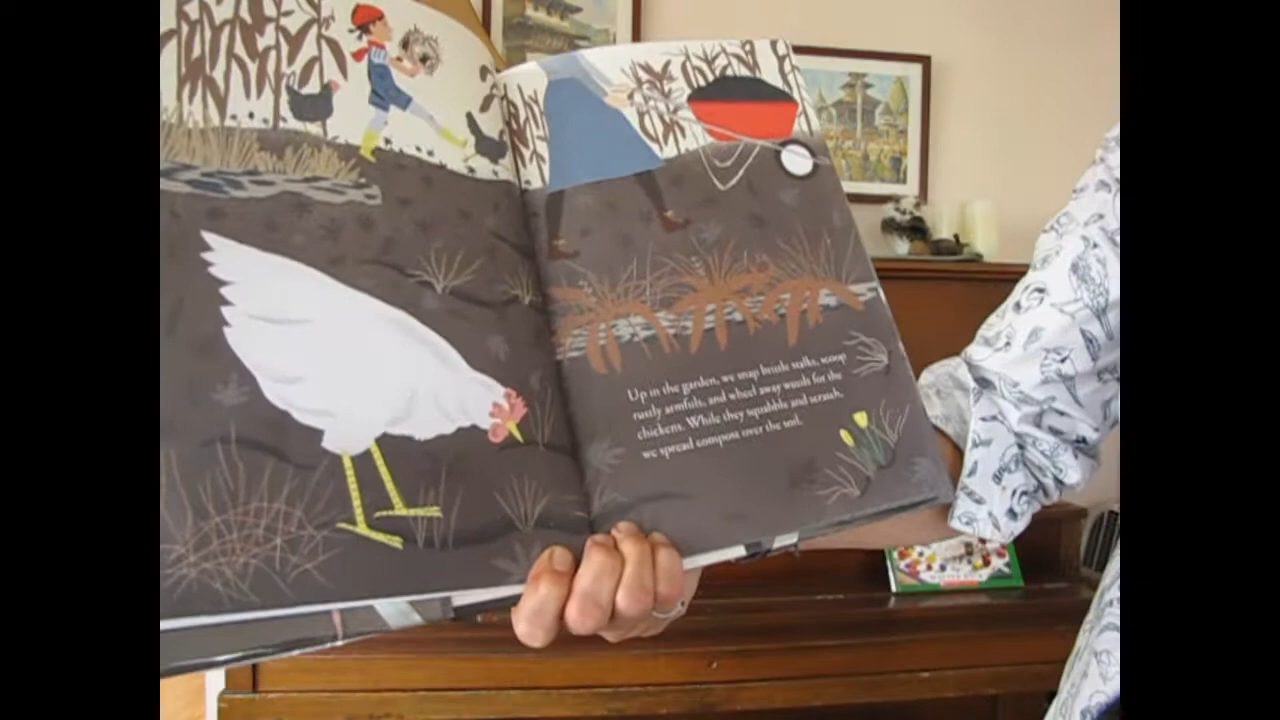 Up in the garden, we snap brittle stalks, scoop
rustly armfuls, and wheel away weeds for the
chickens. While they squabble and scratch,
we spread compost over the soil.